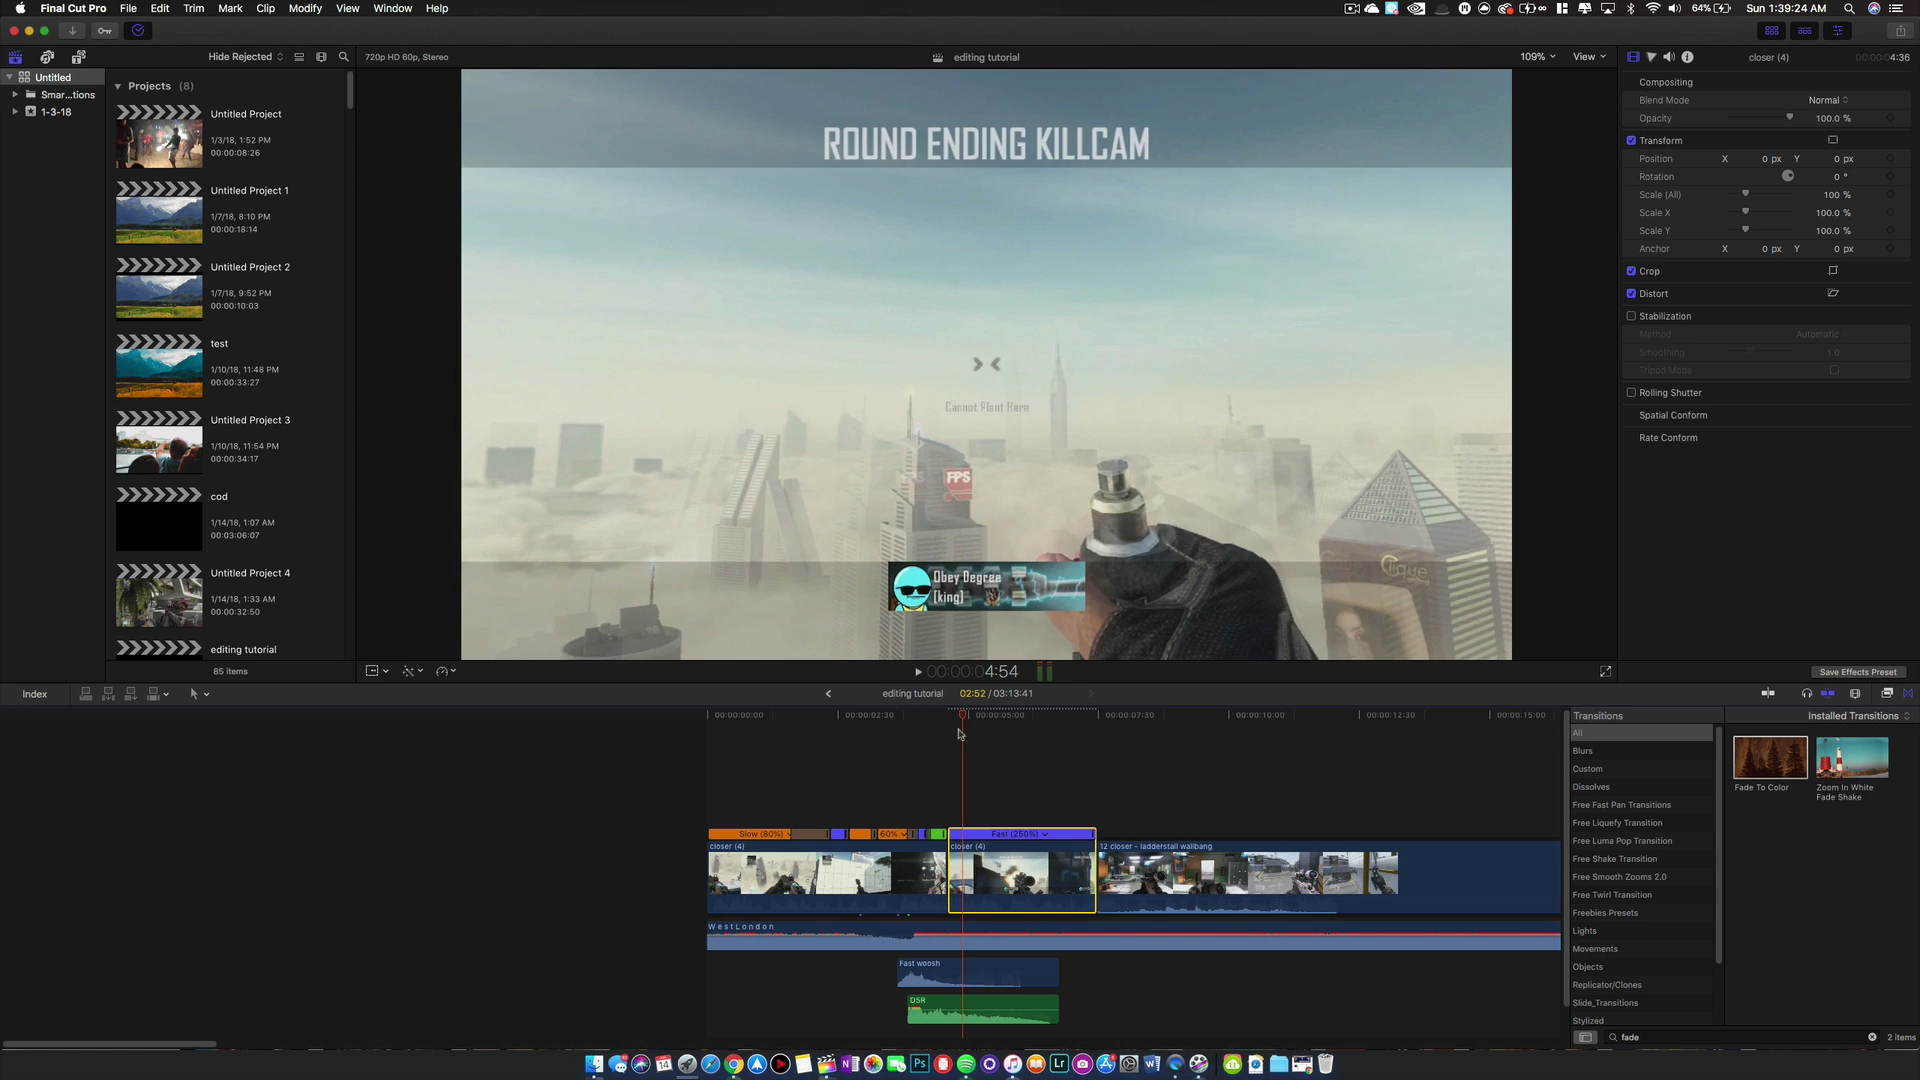 Final Cut Pro File Edit Trim Mark Clip Modify View Window Help
64% Sun 1:39:24 AM
Hide Rejected
720p HD 60p, Stereo
editing tutorial
109% View
closer (4)
00:00:00:04:36
Untitled
Smar...tions
1-3-18
Projects (8)
Untitled Project
1/3/18, 1:52 PM
00:00:08:26
Untitled Project 1
1/7/18, 8:10 PM
00:00:18:14
Untitled Project 2
1/7/18, 9:52 PM
00:00:10:03
test
1/10/18, 11:48 PM
00:00:33:27
Untitled Project 3
1/10/18, 11:54 PM
00:00:34:17
cod
1/14/18, 1:07 AM
00:03:06:07
Untitled Project 4
1/14/18, 1:33 AM
00:00:32:50
editing tutorial
85 items
ROUND ENDING KILLCAM
Cannot Plant Here
FPS
Clique
Obey Degree
[king]
Compositing
Blend Mode Normal
Opacity 100.0 %
Transform
Position X 0 px Y 0 px
Rotation 0 °
Scale (All) 100 %
Scale X 100.0 %
Scale Y 100.0 %
Anchor X 0 px Y 0 px
Crop
Distort
Stabilization
Method Automatic
Smoothing 1.0
Tripod Mode
Rolling Shutter
Spatial Conform
Rate Conform
Save Effects Preset
00:00:04:54
Index
editing tutorial 02:52 / 03:13:41
00:00:00:00 00:00:02:30 00:00:05:00 00:00:07:30 00:00:10:00 00:00:12:30 00:00:15:00
Slow (80%) 60% Fast (250%)
closer (4) closer (4) 12 closer - ladderstall wallbang
WestLondon
Fast woosh
DSR
Transitions
Installed Transitions
All
Blurs
Custom
Dissolves
Free Fast Pan Transitions
Free Liquefy Transition
Free Luma Pop Transition
Free Shake Transition
Free Smooth Zooms 2.0
Free Twirl Transition
Freebies Presets
Lights
Movements
Objects
Replicator/Clones
Slide_Transitions
Stylized
Fade To Color
Zoom In White
Fade Shake
fade
2 items